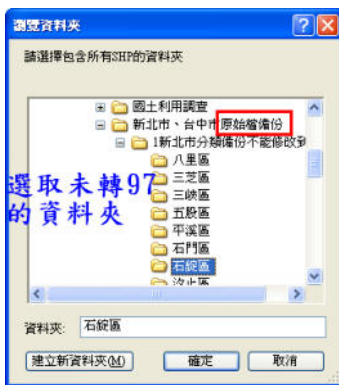 瀏覽資料夾
請選擇包含所有SHP的資料夾
國土利用調查
新北市、台中市原始檔備份
1新北市分類備份不能修改到
八里區
選取未轉97
三芝區
的資料夾
三峽區
五股區
平溪區
石門區
石碇區
汐止區
資料夾: 石碇區
建立新資料夾(M) 確定 取消